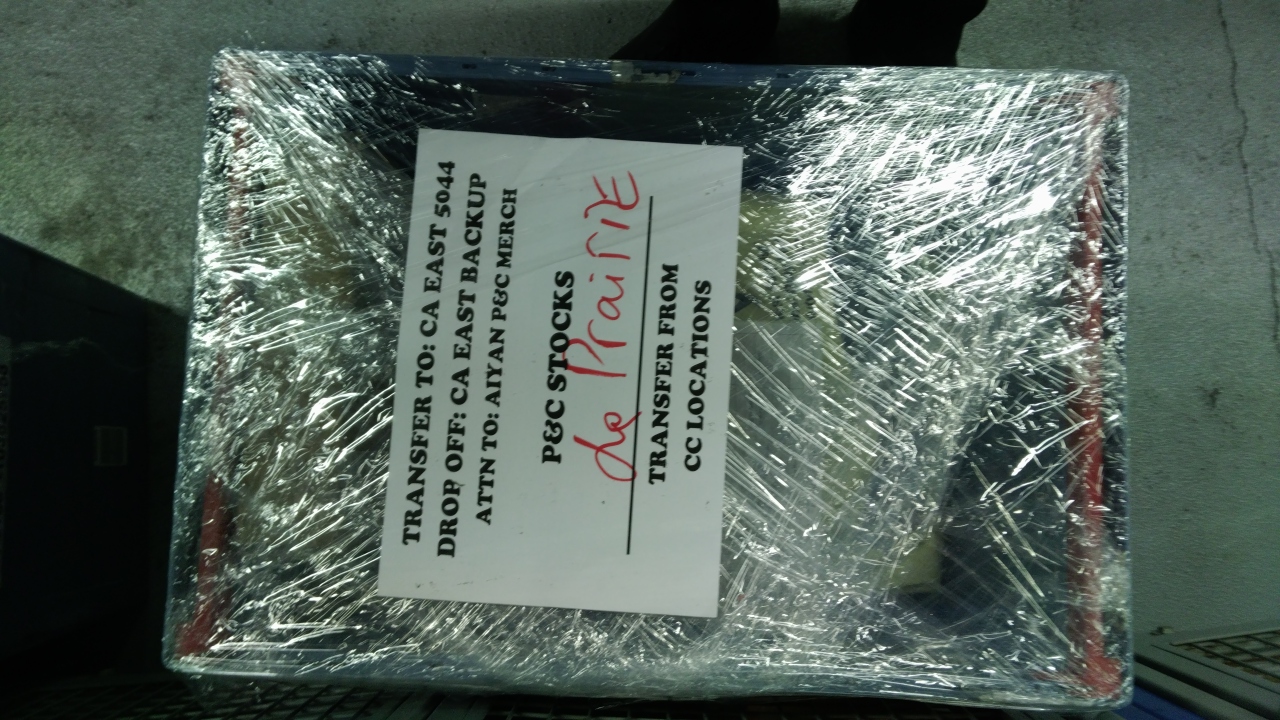 TRANSFER TO: CA EAST 5044
DROP OFF: CA EAST BACKUP
ATTN TO: AIYAN P&C MERCH
P&C STOCKS
La Prairie
TRANSFER FROM
CC LOCATIONS